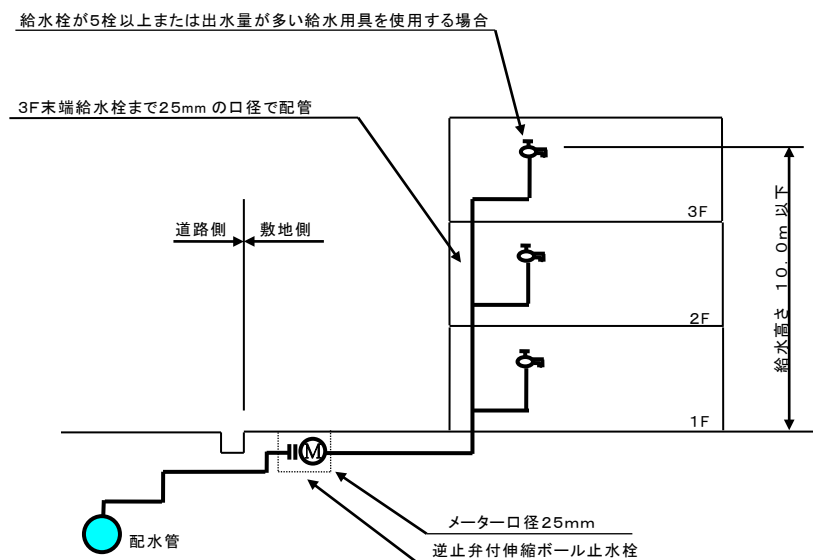 給水栓が5栓以上または出水量が多い給水用具を使用する場合
3F末端給水栓まで25mm の口径で配管
道路側
敷地側
3F
2F
1F
給水高さ 10.0m 以下
M
メーター口径25mm
逆止弁付伸縮ボール止水栓
配水管